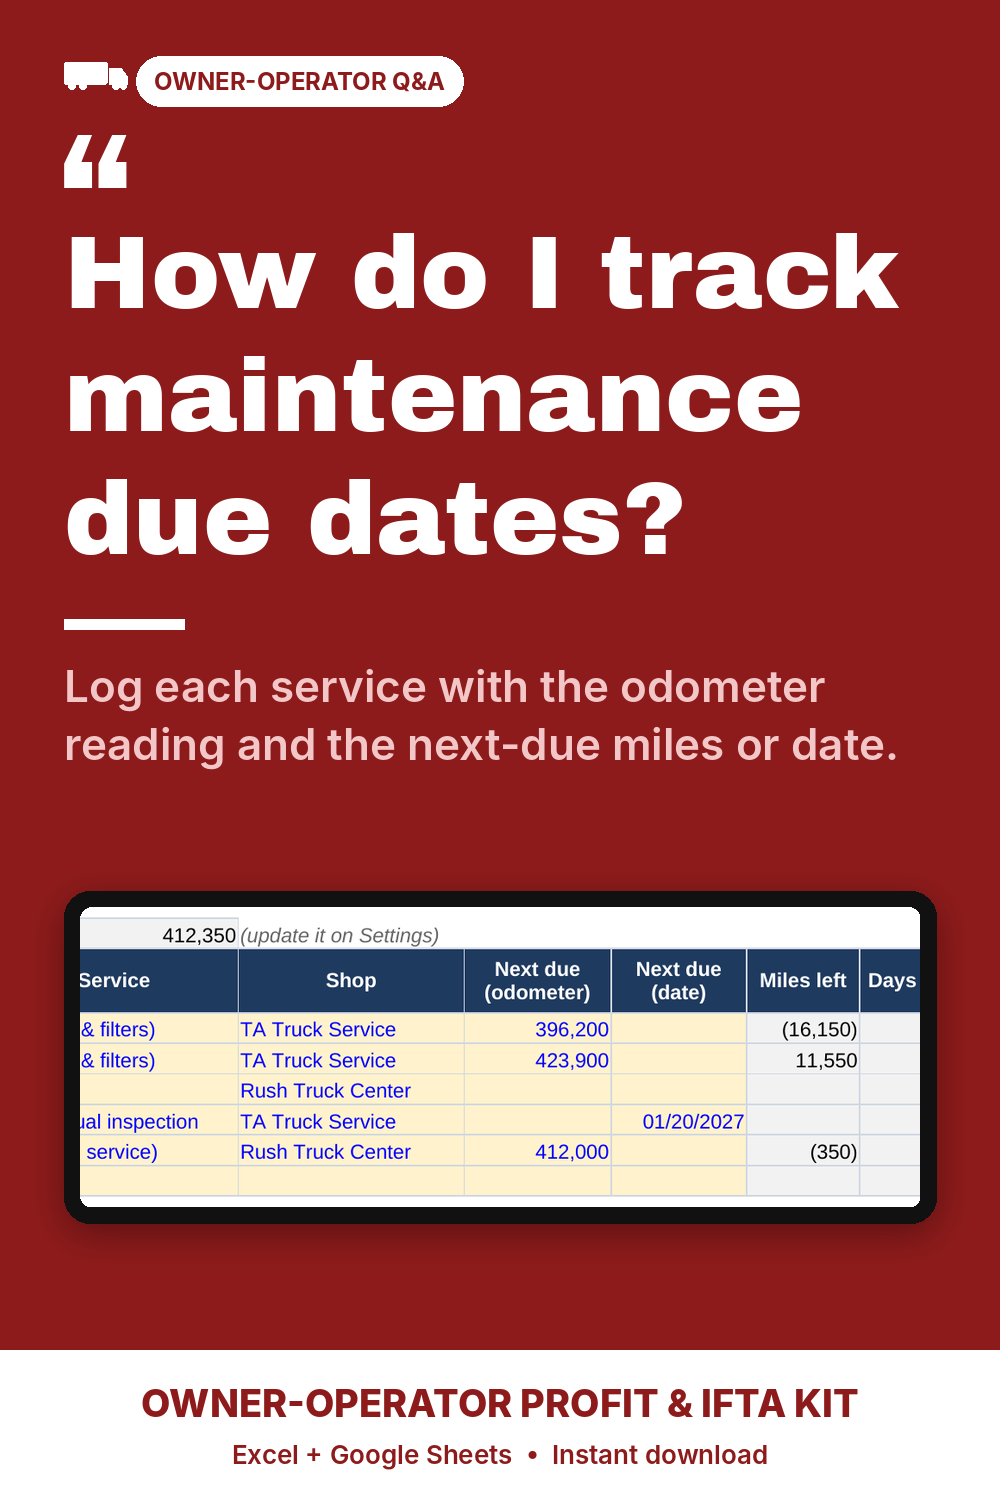 OWNER-OPERATOR Q&A
“
How do I track
maintenance
due dates?
Log each service with the odometer
reading and the next-due miles or date.
412,350 (update it on Settings)
Service Shop Next due (odometer) Next due (date) Miles left Days
& filters) TA Truck Service 396,200 (16,150)
& filters) TA Truck Service 423,900 11,550
Rush Truck Center
ual inspection TA Truck Service 01/20/2027
service) Rush Truck Center 412,000 (350)
OWNER-OPERATOR PROFIT & IFTA KIT
Excel + Google Sheets • Instant download